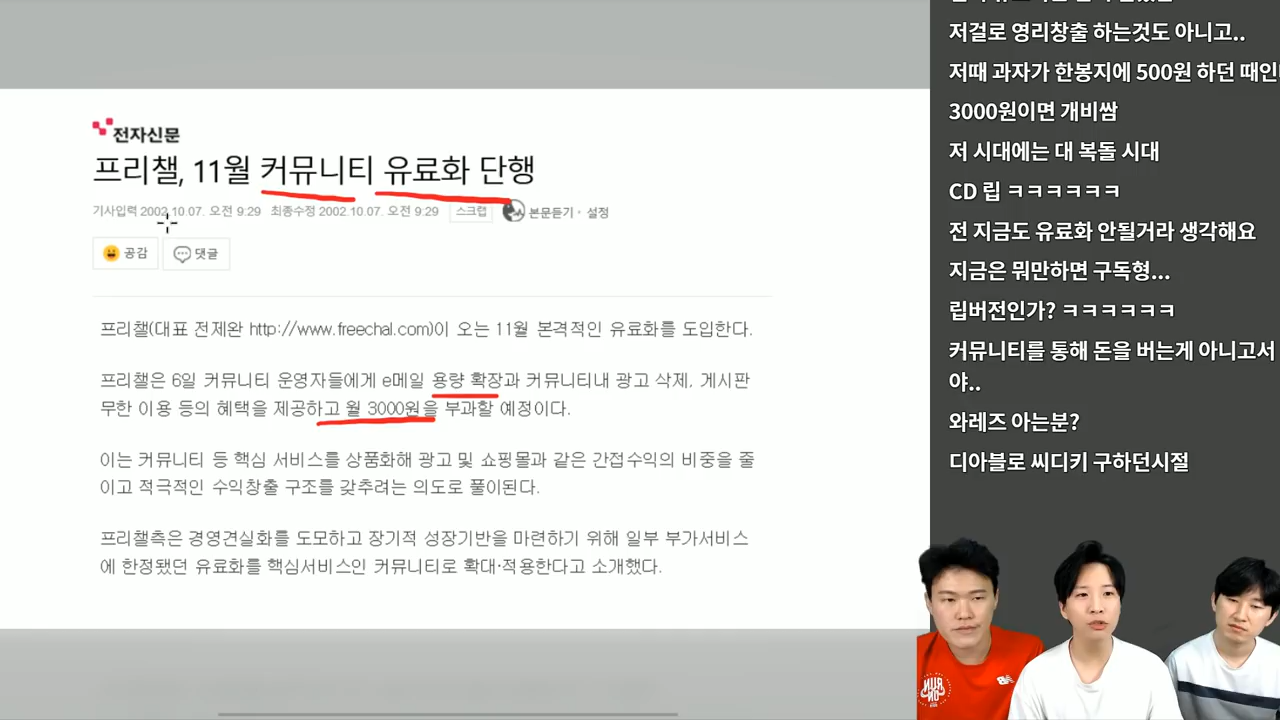 전자신문
프리챌, 11월 커뮤니티 유료화 단행
기사입력 2002.10.07. 오전 9:29 최종수정 2002.10.07. 오전 9:29 스크랩 본문듣기 · 설정
공감 댓글
프리챌(대표 전제완 http://www.freechal.com)이 오는 11월 본격적인 유료화를 도입한다.
프리챌은 6일 커뮤니티 운영자들에게 e메일 용량 확장과 커뮤니티내 광고 삭제, 게시판
무한 이용 등의 혜택을 제공하고 월 3000원을 부과할 예정이다.
이는 커뮤니티 등 핵심 서비스를 상품화해 광고 및 쇼핑몰과 같은 간접수익의 비중을 줄
이고 적극적인 수익창출 구조를 갖추려는 의도로 풀이된다.
프리챌측은 경영견실화를 도모하고 장기적 성장기반을 마련하기 위해 일부 부가서비스
에 한정됐던 유료화를 핵심서비스인 커뮤니티로 확대·적용한다고 소개했다.
저걸로 영리창출 하는것도 아니고..
저때 과자가 한봉지에 500원 하던 때인
3000원이면 개비쌈
저 시대에는 대 복돌 시대
CD 립 ㅋㅋㅋㅋㅋㅋ
전 지금도 유료화 안될거라 생각해요
지금은 뭐만하면 구독형...
립버전인가? ㅋㅋㅋㅋㅋㅋ
커뮤니티를 통해 돈을 버는게 아니고서
야..
와레즈 아는분?
디아블로 씨디키 구하던시절